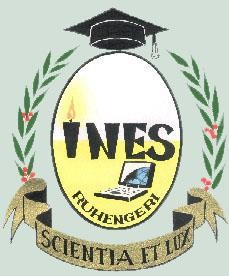 INES
RUHENGERI
SCIENTIA ET LUX